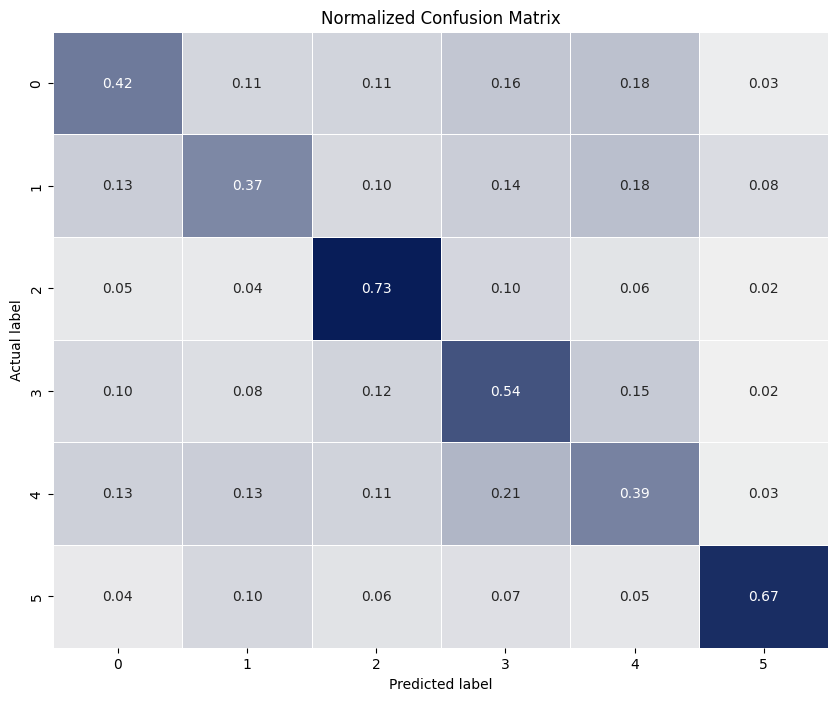 Normalized Confusion Matrix
Actual label
0 0.42 0.11 0.11 0.16 0.18 0.03
1 0.13 0.37 0.10 0.14 0.18 0.08
2 0.05 0.04 0.73 0.10 0.06 0.02
3 0.10 0.08 0.12 0.54 0.15 0.02
4 0.13 0.13 0.11 0.21 0.39 0.03
5 0.04 0.10 0.06 0.07 0.05 0.67
0 1 2 3 4 5
Predicted label